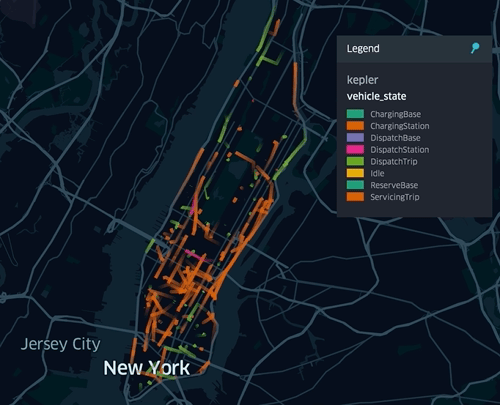 Legend
kepler
vehicle_state
ChargingBase
ChargingStation
DispatchBase
DispatchStation
DispatchTrip
Idle
ReserveBase
ServicingTrip
Jersey City
New York